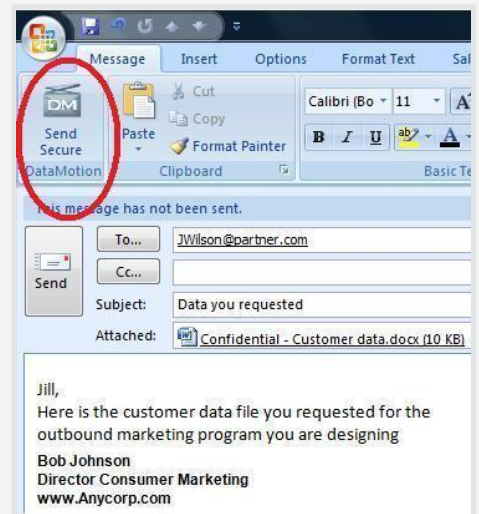 Message Insert Options Format Text
DM
Send
Secure
DataMotion
Paste
Cut
Copy
Format Painter
Clipboard
Calibri (Bo 11 A
B I U ab A
Basic
This message has not been sent.
Send
To... JWilson@partner.com
Cc...
Subject: Data you requested
Attached: Confidential - Customer data.docx (10 KB)
Jill,
Here is the customer data file you requested for the
outbound marketing program you are designing
Bob Johnson
Director Consumer Marketing
www.Anycorp.com